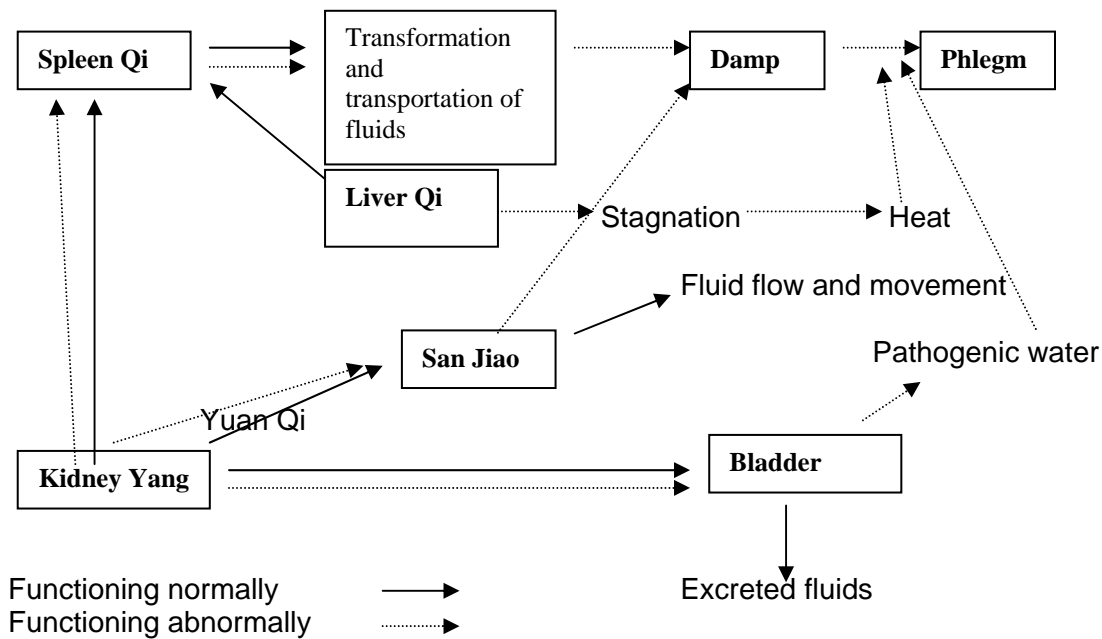 Spleen Qi
Transformation
and
transportation of
fluids
Damp
Phlegm
Liver Qi
Stagnation
Heat
Fluid flow and movement
San Jiao
Pathogenic water
Yuan Qi
Kidney Yang
Bladder
Functioning normally
Excreted fluids
Functioning abnormally